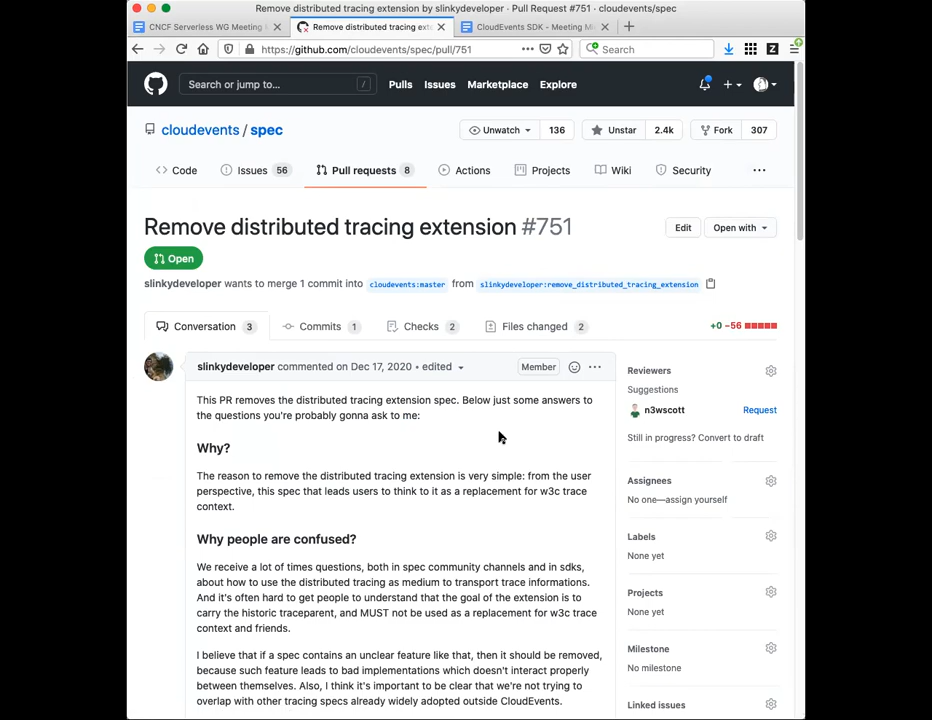 Remove distributed tracing extension by slinkydeveloper · Pull Request #751 · cloudevents/spec
CNCF Serverless WG Meeting
Remove distributed tracing exte
CloudEvents SDK - Meeting Mi
https://github.com/cloudevents/spec/pull/751
Search
Search or jump to...
/
Pulls
Issues
Marketplace
Explore
cloudevents / spec
Unwatch
136
Unstar
2.4k
Fork
307
Code
Issues 56
Pull requests 8
Actions
Projects
Wiki
Security
Remove distributed tracing extension #751
Edit
Open with
Open
slinkydeveloper wants to merge 1 commit into cloudevents:master from slinkydeveloper:remove_distributed_tracing_extension
Conversation 3
Commits 1
Checks 2
Files changed 2
+0 −56
slinkydeveloper commented on Dec 17, 2020 • edited
Member
This PR removes the distributed tracing extension spec. Below just some answers to
the questions you're probably gonna ask to me:
Why?
The reason to remove the distributed tracing extension is very simple: from the user
perspective, this spec that leads users to think to it as a replacement for w3c trace
context.
Why people are confused?
We receive a lot of times questions, both in spec community channels and in sdks,
about how to use the distributed tracing as medium to transport trace informations.
And it's often hard to get people to understand that the goal of the extension is to
carry the historic traceparent, and MUST not be used as a replacement for w3c trace
context and friends.
I believe that if a spec contains an unclear feature like that, then it should be removed,
because such feature leads to bad implementations which doesn't interact properly
between themselves. Also, I think it's important to be clear that we're not trying to
overlap with other tracing specs already widely adopted outside CloudEvents.
Reviewers
Suggestions
n3wscott
Request
Still in progress? Convert to draft
Assignees
No one—assign yourself
Labels
None yet
Projects
None yet
Milestone
No milestone
Linked issues